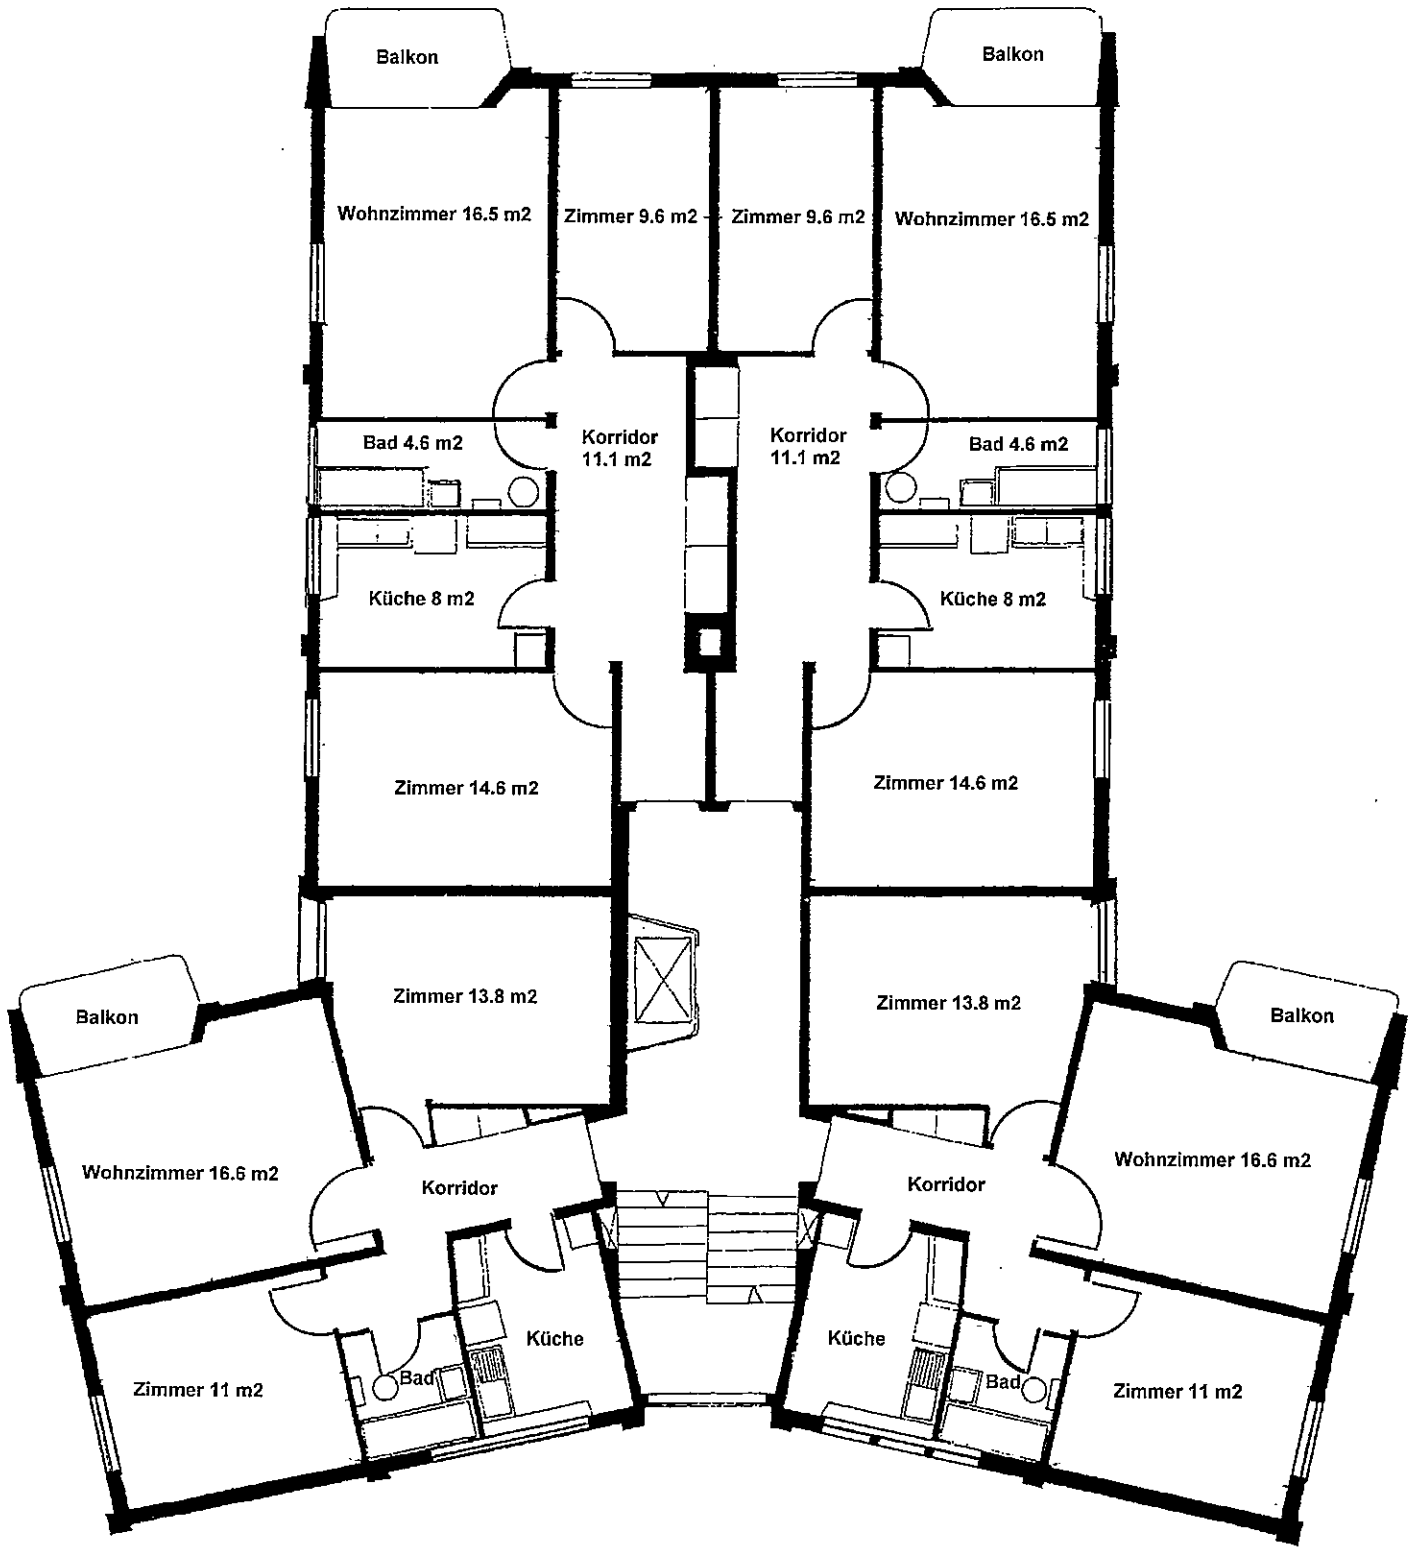 Balkon
Balkon
Wohnzimmer 16.5 m2
Zimmer 9.6 m2
Zimmer 9.6 m2
Wohnzimmer 16.5 m2
Bad 4.6 m2
Korridor
11.1 m2
Korridor
11.1 m2
Bad 4.6 m2
Küche 8 m2
Küche 8 m2
Zimmer 14.6 m2
Zimmer 14.6 m2
Zimmer 13.8 m2
Zimmer 13.8 m2
Balkon
Balkon
Wohnzimmer 16.6 m2
Korridor
Korridor
Wohnzimmer 16.6 m2
Küche
Küche
Zimmer 11 m2
Bad
Bad
Zimmer 11 m2